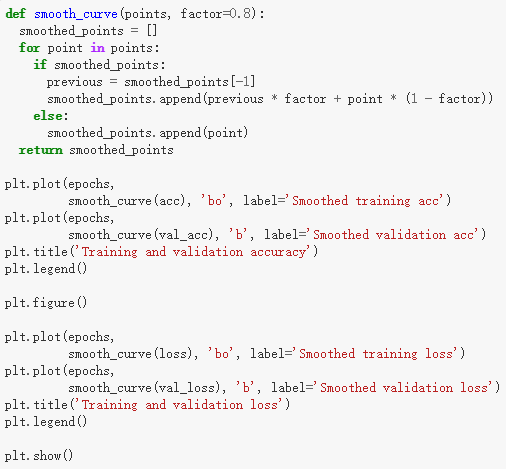 def smooth_curve(points, factor=0.8):
  smoothed_points = []
  for point in points:
    if smoothed_points:
      previous = smoothed_points[-1]
      smoothed_points.append(previous * factor + point * (1 - factor))
    else:
      smoothed_points.append(point)
  return smoothed_points

plt.plot(epochs,
         smooth_curve(acc), 'bo', label='Smoothed training acc')
plt.plot(epochs,
         smooth_curve(val_acc), 'b', label='Smoothed validation acc')
plt.title('Training and validation accuracy')
plt.legend()

plt.figure()

plt.plot(epochs,
         smooth_curve(loss), 'bo', label='Smoothed training loss')
plt.plot(epochs,
         smooth_curve(val_loss), 'b', label='Smoothed validation loss')
plt.title('Training and validation loss')
plt.legend()

plt.show()